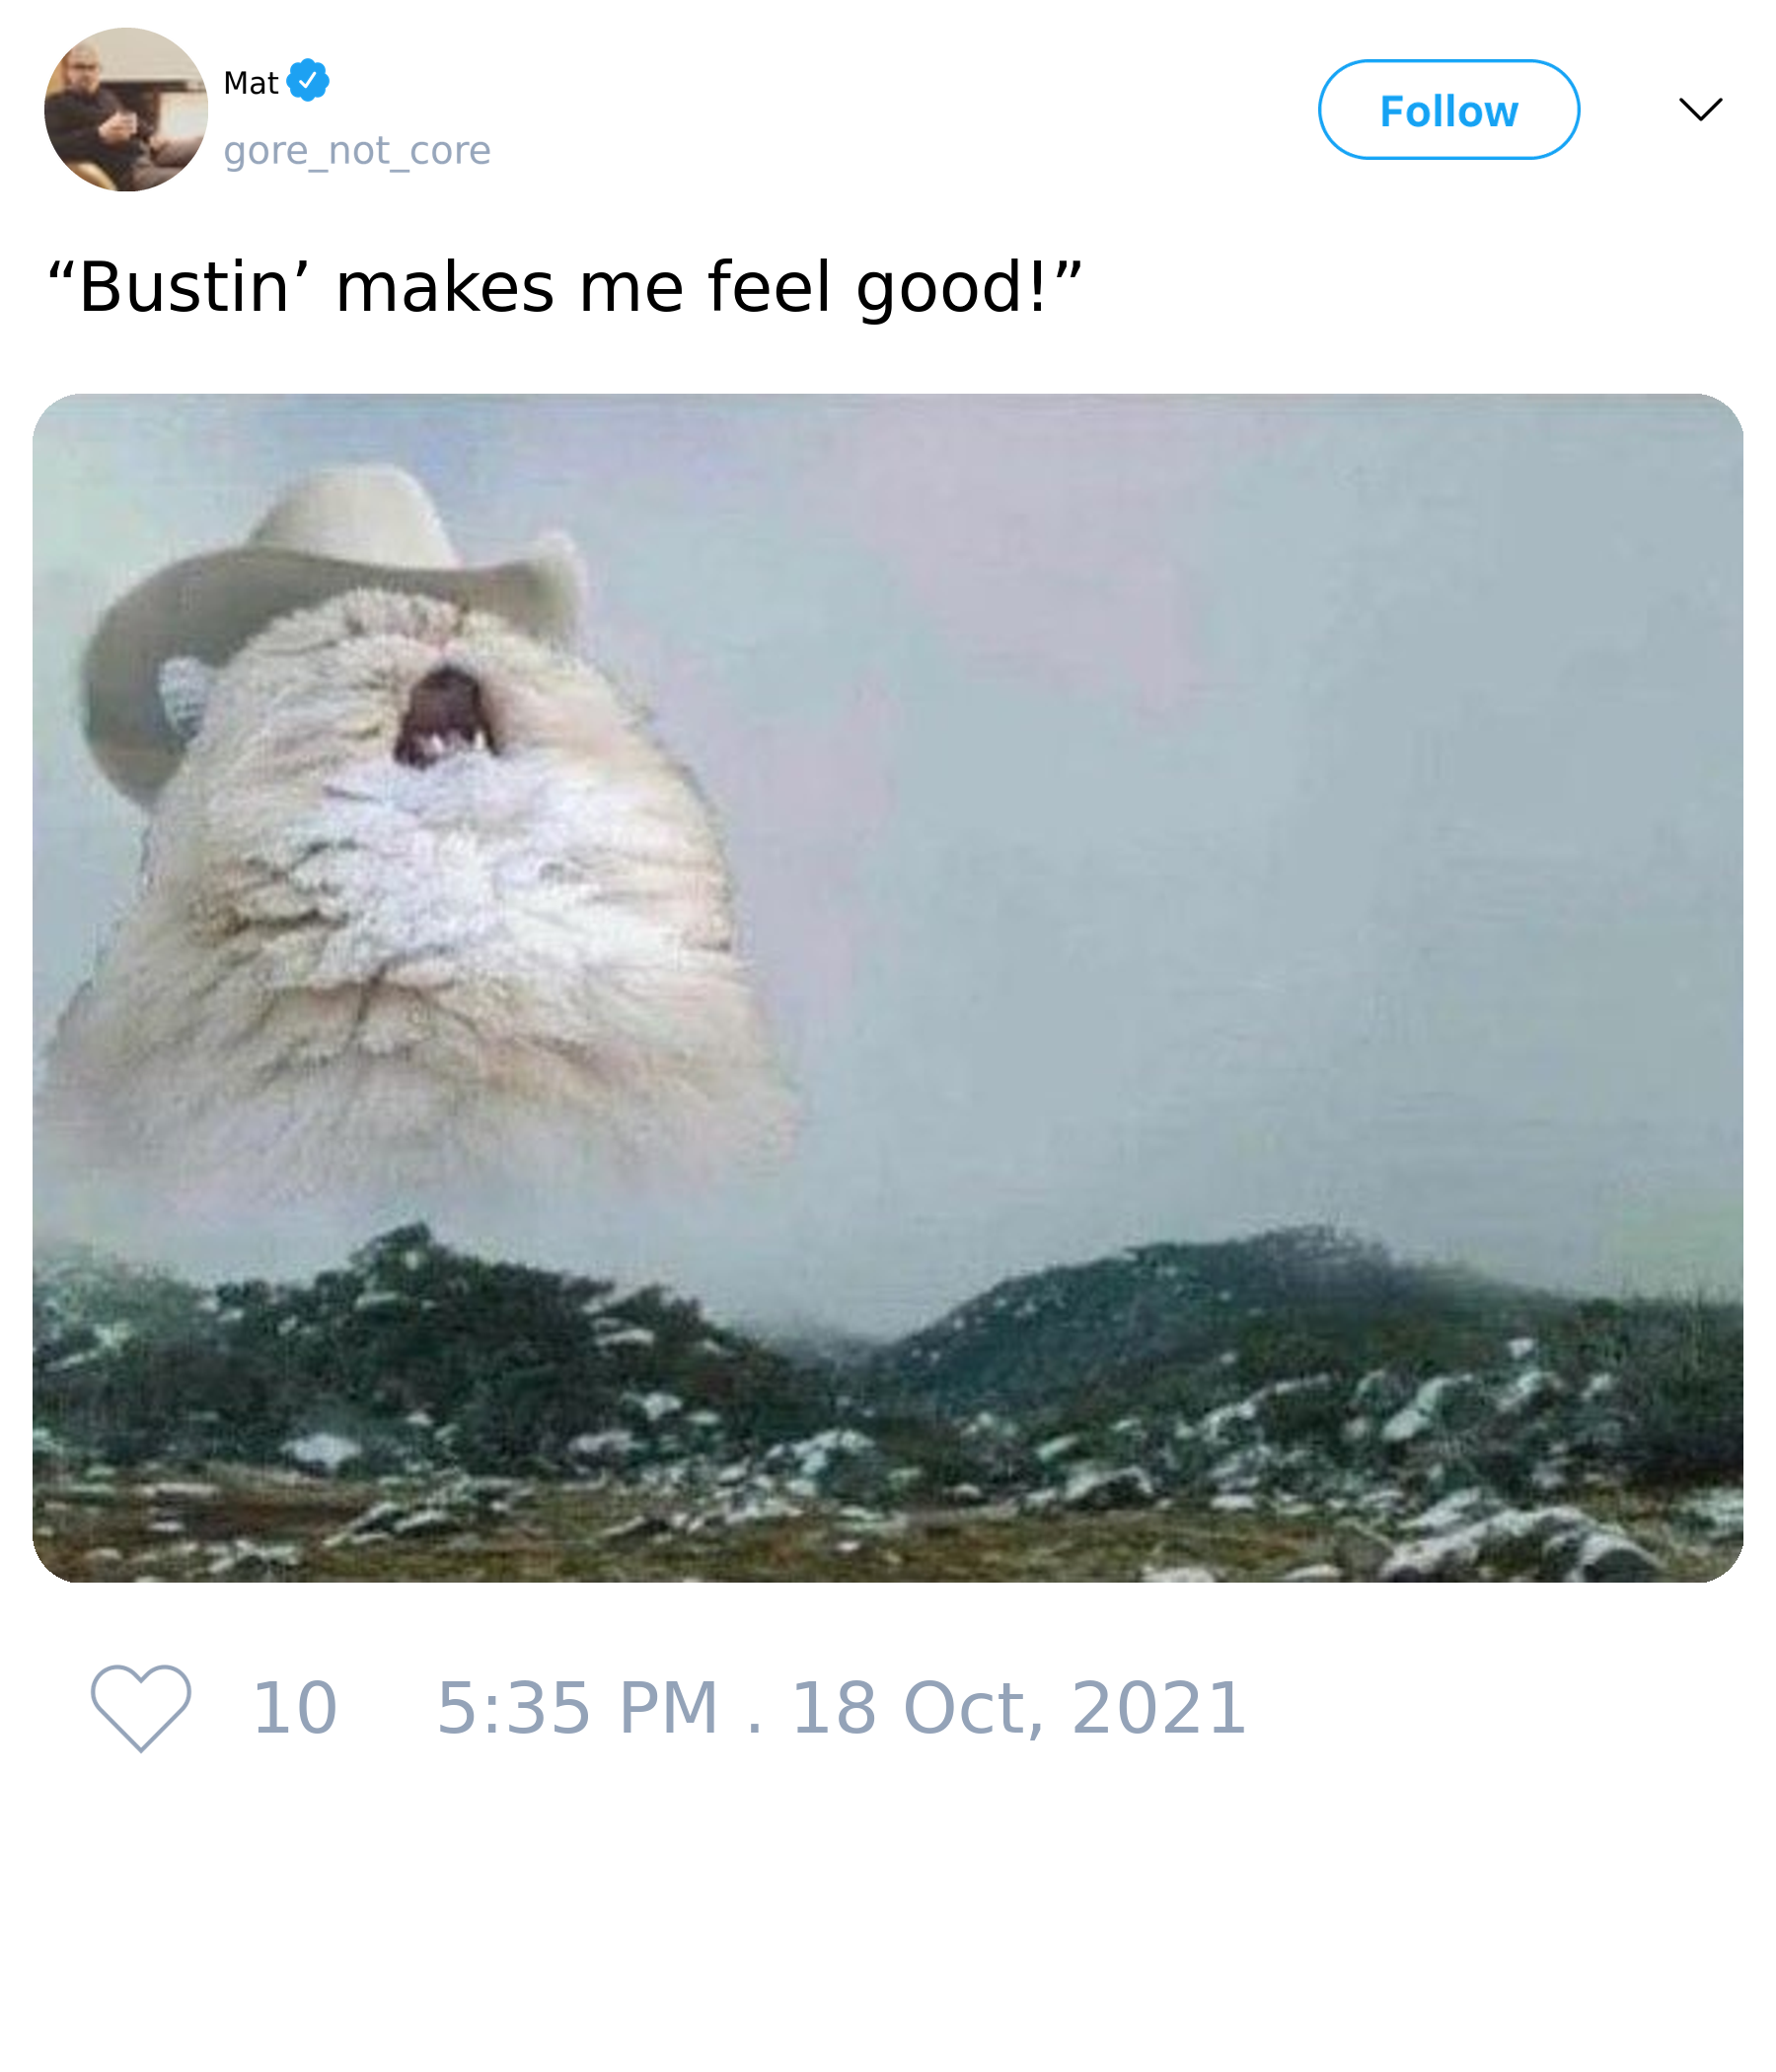 Mat
gore_not_core
Follow
“Bustin’ makes me feel good!”
10 5:35 PM . 18 Oct, 2021